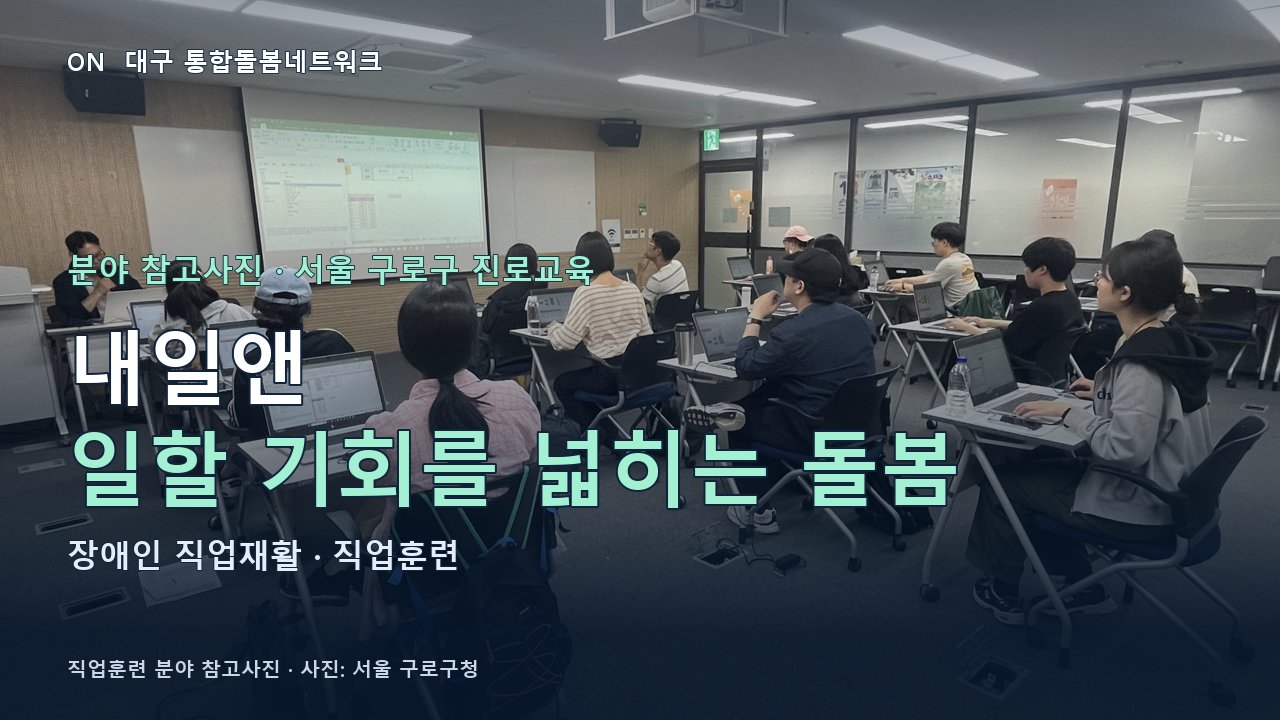 ON 대구 통합돌봄네트워크
분야 참고사진 · 서울 구로구 진로교육
내일앤
일할 기회를 넓히는 돌봄
장애인 직업재활 · 직업훈련
직업훈련 분야 참고사진 · 사진: 서울 구로구청